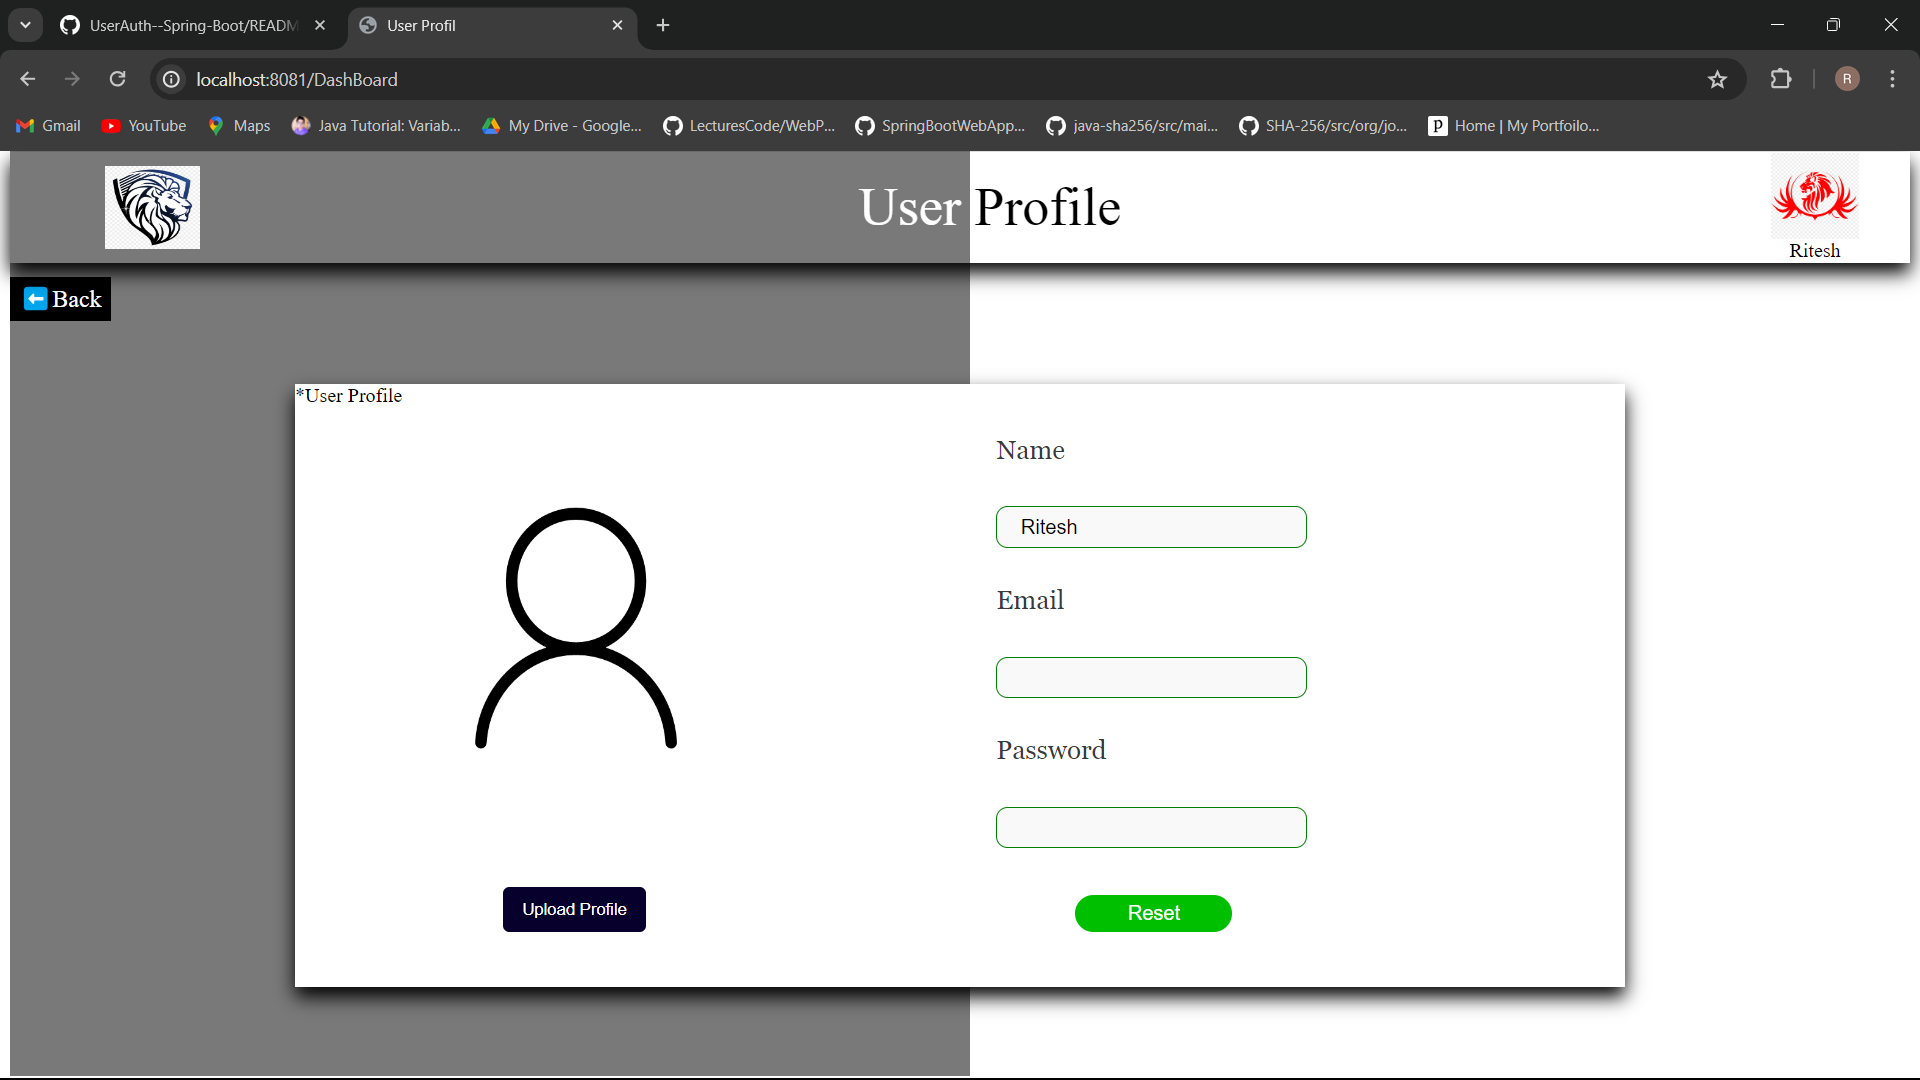 UserAuth--Spring-Boot/READM
User Profil
localhost:8081/DashBoard
R
Gmail
YouTube
Maps
Java Tutorial: Variab...
My Drive - Google...
LecturesCode/WebP...
SpringBootWebApp...
java-sha256/src/mai...
SHA-256/src/org/jo...
p
Home | My Portfoilo...
User Profile
Ritesh
Back
*User Profile
Name
Ritesh
Email
Password
Upload Profile
Reset